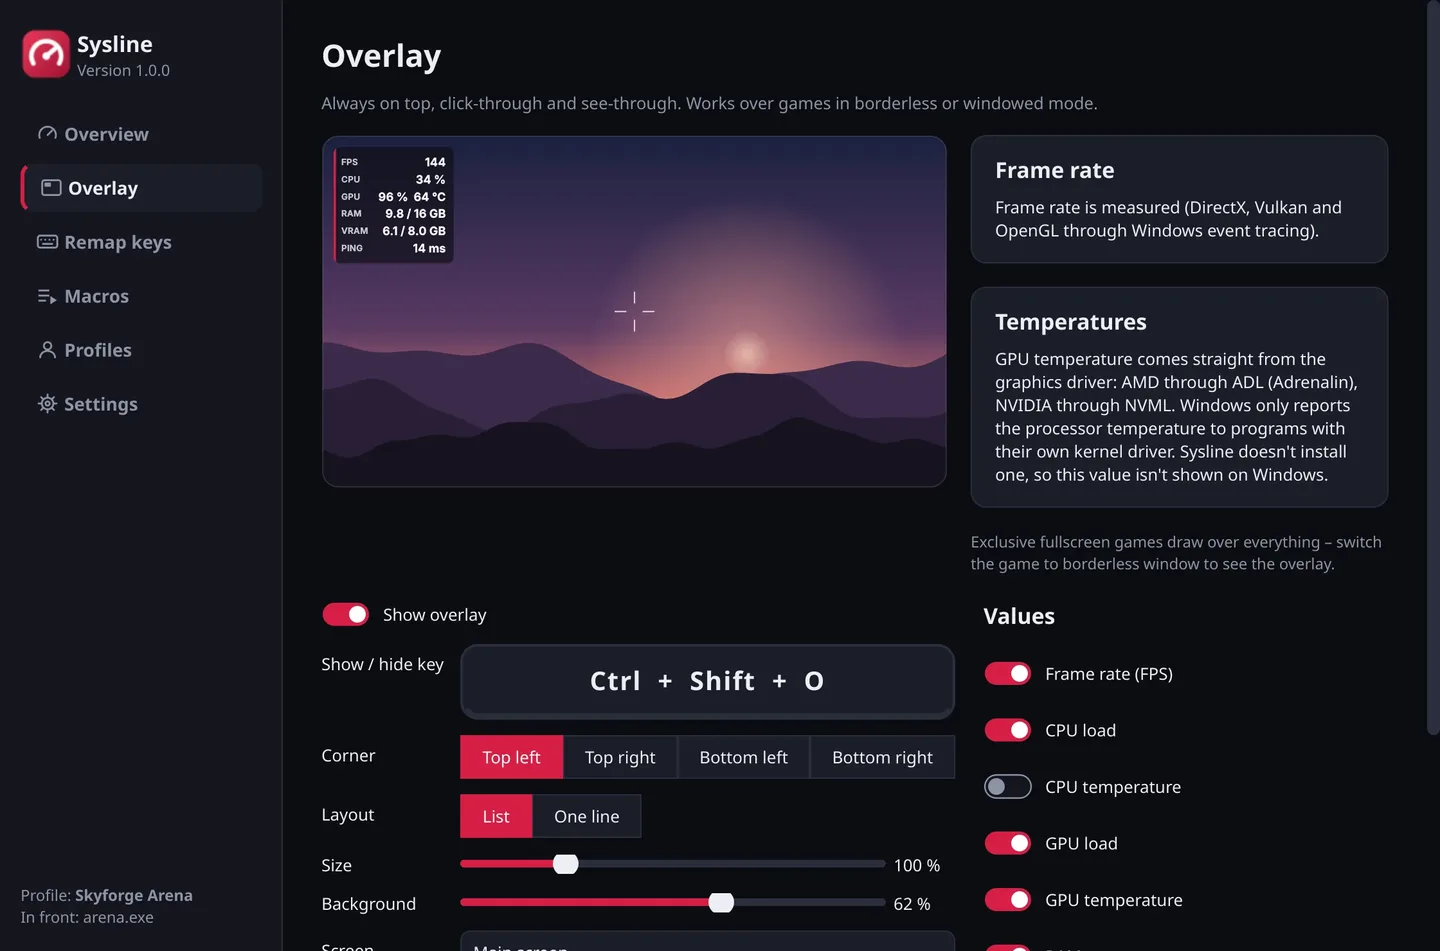 Sysline
Version 1.0.0
Overview
Overlay
Remap keys
Macros
Profiles
Settings
Profile: Skyforge Arena
In front: arena.exe
Overlay
Always on top, click-through and see-through. Works over games in borderless or windowed mode.
FPS 144
CPU 34 %
GPU 96 % 64 °C
RAM 9.8 / 16 GB
VRAM 6.1 / 8.0 GB
PING 14 ms
Frame rate
Frame rate is measured (DirectX, Vulkan and
OpenGL through Windows event tracing).
Temperatures
GPU temperature comes straight from the
graphics driver: AMD through ADL (Adrenalin),
NVIDIA through NVML. Windows only reports
the processor temperature to programs with
their own kernel driver. Sysline doesn't install
one, so this value isn't shown on Windows.
Exclusive fullscreen games draw over everything – switch
the game to borderless window to see the overlay.
Show overlay
Show / hide key
Ctrl + Shift + O
Corner
Top left
Top right
Bottom left
Bottom right
Layout
List
One line
Size
100 %
Background
62 %
Screen
Main screen
Values
Frame rate (FPS)
CPU load
CPU temperature
GPU load
GPU temperature